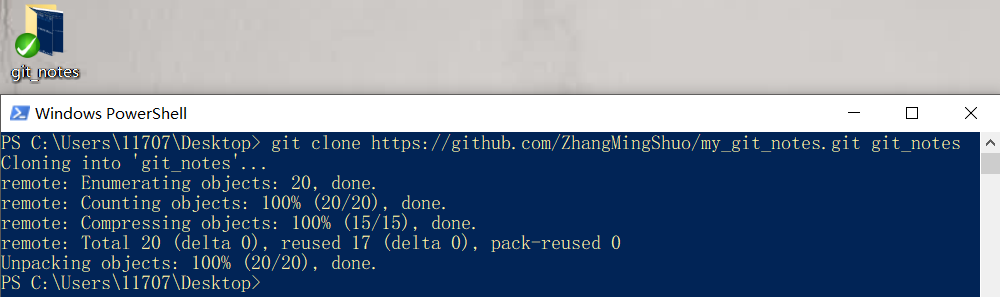 git_notes
Windows PowerShell
PS C:\Users\11707\Desktop> git clone https://github.com/ZhangMingShuo/my_git_notes.git git_notes
Cloning into 'git_notes'...
remote: Enumerating objects: 20, done.
remote: Counting objects: 100% (20/20), done.
remote: Compressing objects: 100% (15/15), done.
remote: Total 20 (delta 0), reused 17 (delta 0), pack-reused 0
Unpacking objects: 100% (20/20), done.
PS C:\Users\11707\Desktop>